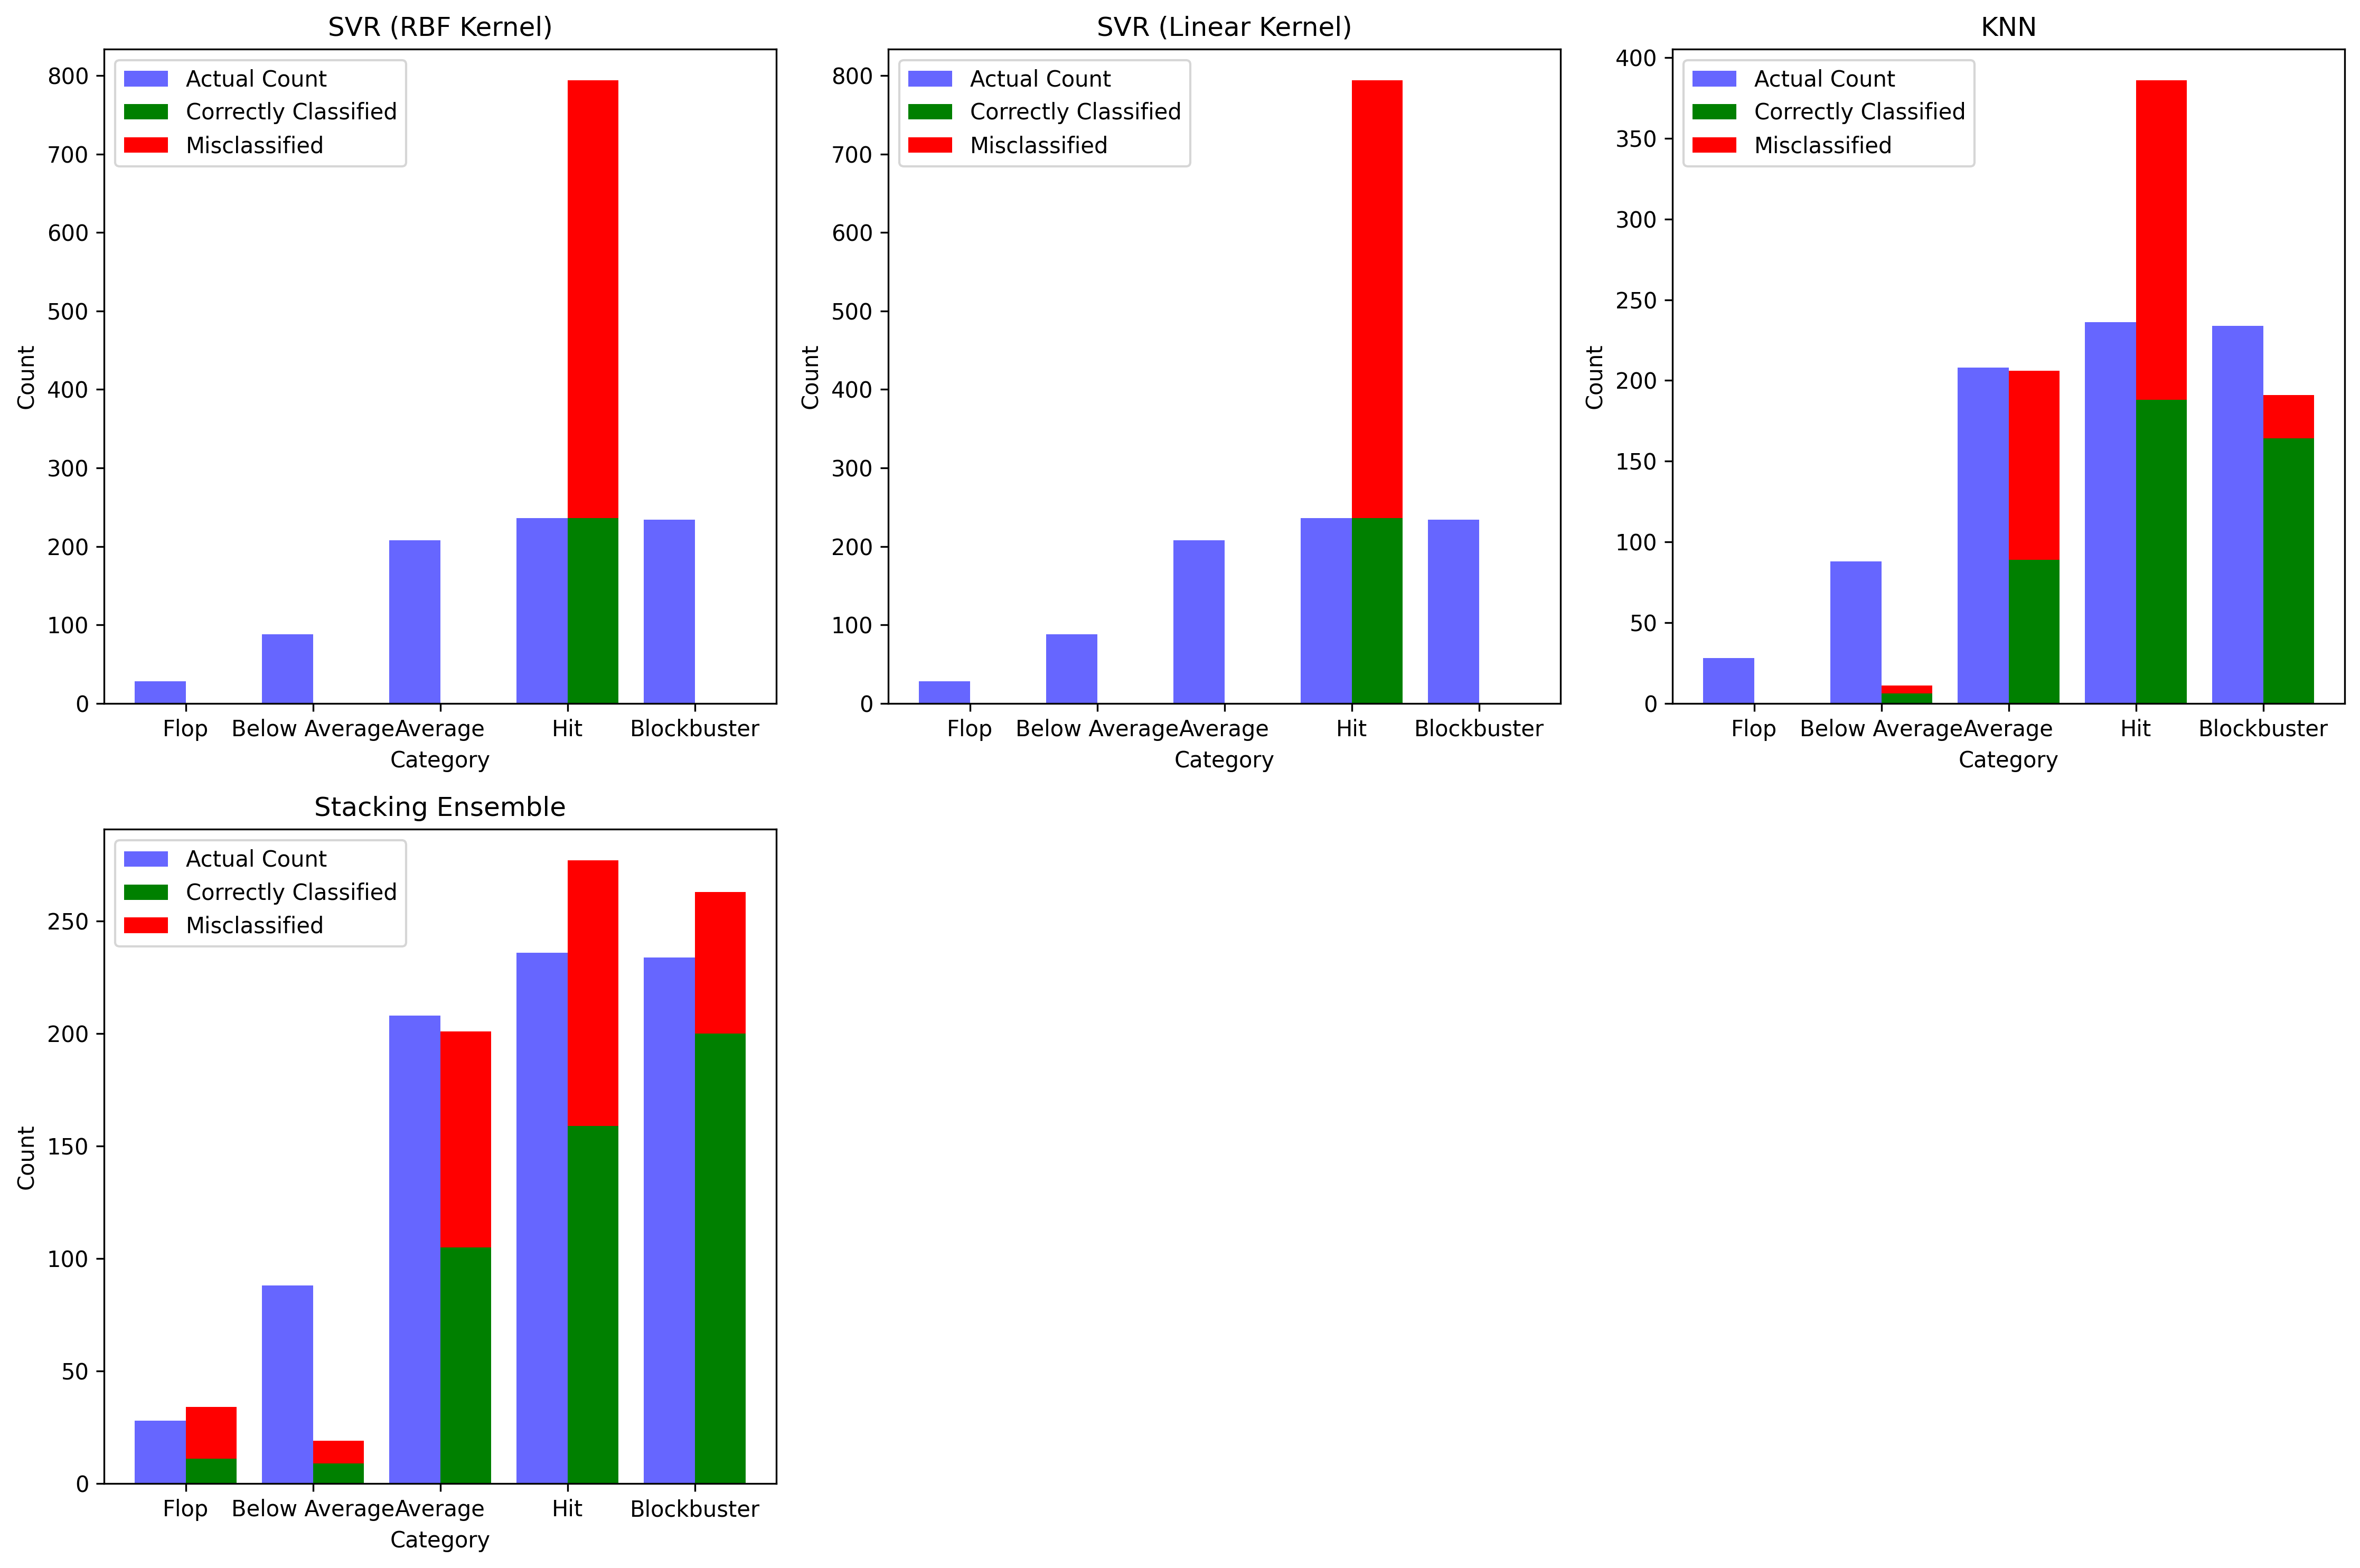 SVR (RBF Kernel)
Actual Count
Correctly Classified
Misclassified
800
700
600
500
400
300
200
100
0
Count
Flop Below Average Average Hit Blockbuster
Category
SVR (Linear Kernel)
Actual Count
Correctly Classified
Misclassified
800
700
600
500
400
300
200
100
0
Count
Flop Below Average Average Hit Blockbuster
Category
KNN
Actual Count
Correctly Classified
Misclassified
400
350
300
250
200
150
100
50
0
Count
Flop Below Average Average Hit Blockbuster
Category
Stacking Ensemble
Actual Count
Correctly Classified
Misclassified
250
200
150
100
50
0
Count
Flop Below Average Average Hit Blockbuster
Category